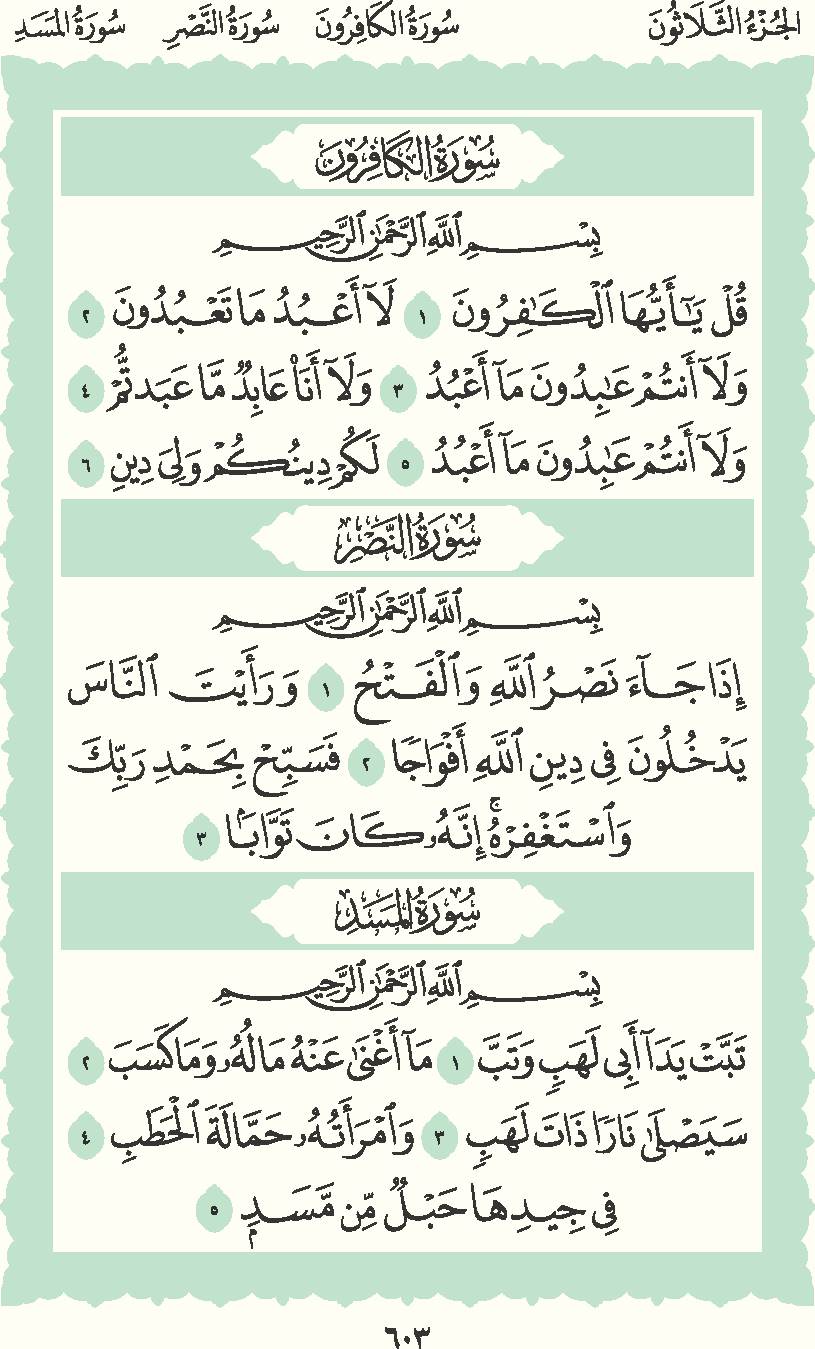 الجُزْءُ الثَّلَاثُونَ سُورَةُ الكَافِرُونَ سُورَةُ النَّصْرِ سُورَةُ المَسَدِ
سُورَةُ الكَافِرُونَ
بِسْمِ ٱللَّهِ ٱلرَّحْمَٰنِ ٱلرَّحِيمِ
قُلْ يَٰٓأَيُّهَا ٱلْكَٰفِرُونَ ١ لَآ أَعْبُدُ مَا تَعْبُدُونَ ٢
وَلَآ أَنتُمْ عَٰبِدُونَ مَآ أَعْبُدُ ٣ وَلَآ أَنَا۠ عَابِدٌ مَّا عَبَدتُّمْ ٤
وَلَآ أَنتُمْ عَٰبِدُونَ مَآ أَعْبُدُ ٥ لَكُمْ دِينُكُمْ وَلِىَ دِينِ ٦
سُورَةُ النَّصْرِ
بِسْمِ ٱللَّهِ ٱلرَّحْمَٰنِ ٱلرَّحِيمِ
إِذَا جَآءَ نَصْرُ ٱللَّهِ وَٱلْفَتْحُ ١ وَرَأَيْتَ ٱلنَّاسَ
يَدْخُلُونَ فِى دِينِ ٱللَّهِ أَفْوَاجًا ٢ فَسَبِّحْ بِحَمْدِ رَبِّكَ
وَٱسْتَغْفِرْهُ ۚ إِنَّهُۥ كَانَ تَوَّابًۢا ٣
سُورَةُ المَسَدِ
بِسْمِ ٱللَّهِ ٱلرَّحْمَٰنِ ٱلرَّحِيمِ
تَبَّتْ يَدَآ أَبِى لَهَبٍ وَتَبَّ ١ مَآ أَغْنَىٰ عَنْهُ مَالُهُۥ وَمَا كَسَبَ ٢
سَيَصْلَىٰ نَارًا ذَاتَ لَهَبٍ ٣ وَٱمْرَأَتُهُۥ حَمَّالَةَ ٱلْحَطَبِ ٤
فِى جِيدِهَا حَبْلٌ مِّن مَّسَدٍۭ ٥
٦٠٣